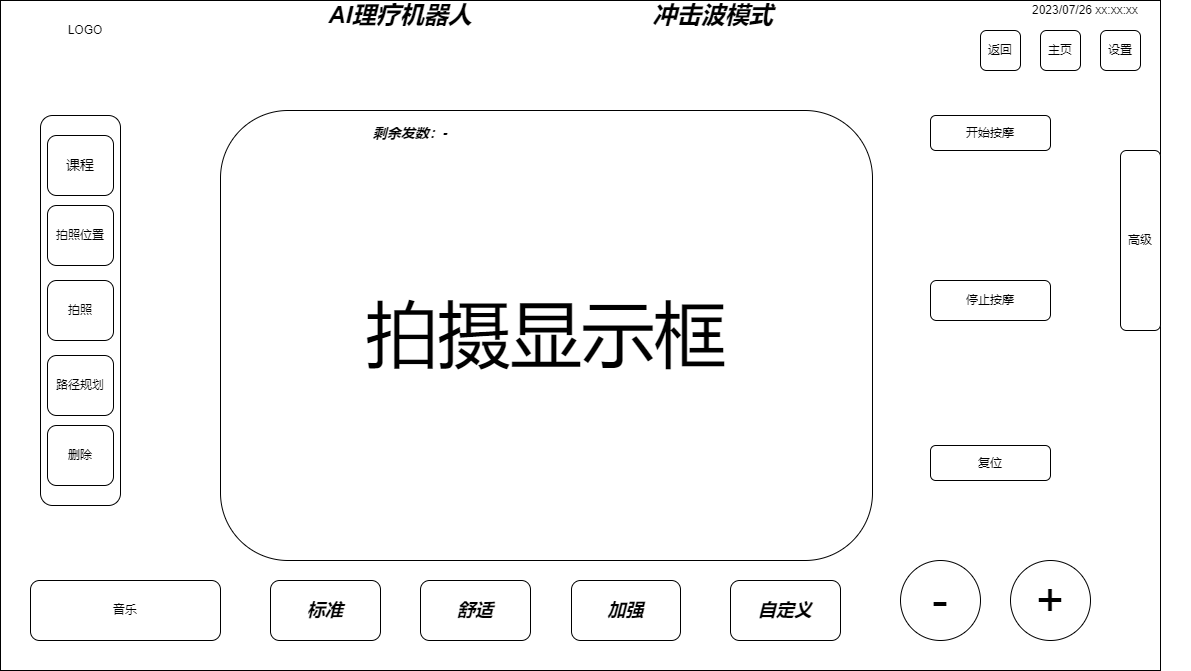 AI理疗机器人
冲击波模式
2023/07/26 xx:xx:xx
LOGO
返回
主页
设置
剩余发数：-
课程
拍照位置
拍照
路径规划
删除
拍摄显示框
开始按摩
高级
停止按摩
复位
音乐
标准
舒适
加强
自定义
-
+